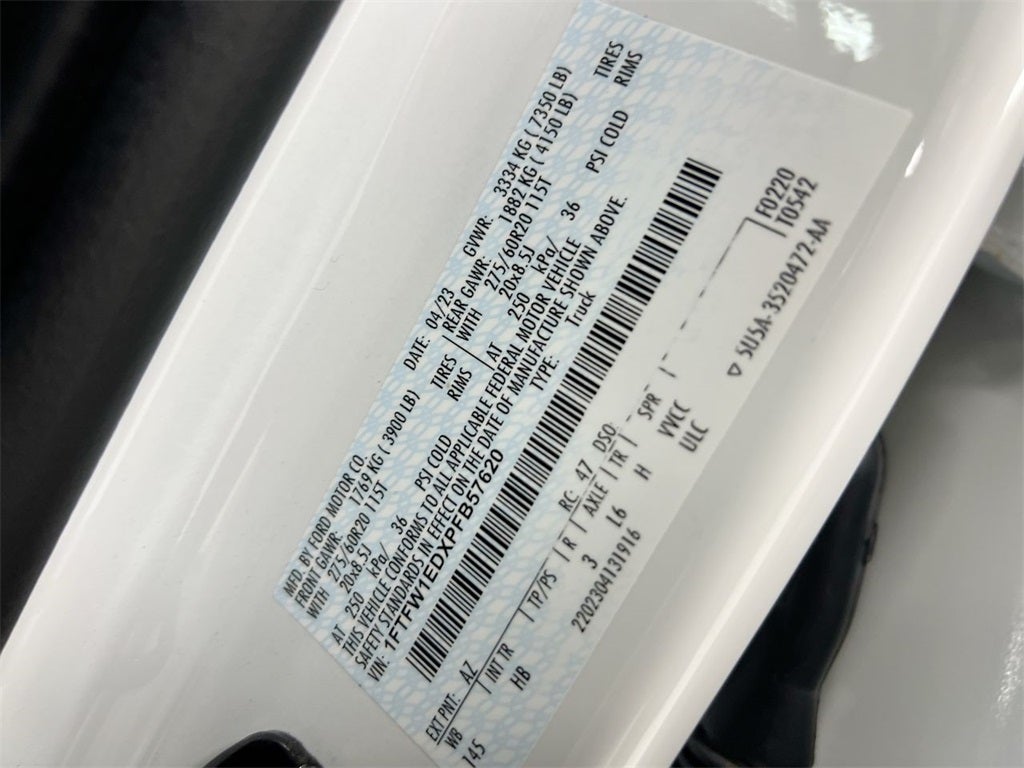 MFD. BY FORD MOTOR CO.
DATE: 04/23 GVWR: 3334 KG ( 7350 LB)
FRONT GAWR: 1769 KG ( 3900 LB) REAR GAWR: 1882 KG ( 4150 LB)
WITH 275/60R20 115T TIRES WITH 275/60R20 115T TIRES
20x8.5J RIMS 20x8.5J RIMS
AT 250 kPa/ 36 PSI COLD AT 250 kPa/ 36 PSI COLD
THIS VEHICLE CONFORMS TO ALL APPLICABLE FEDERAL MOTOR VEHICLE
SAFETY STANDARDS IN EFFECT ON THE DATE OF MANUFACTURE SHOWN ABOVE.
VIN: 1FTFW1EDXPFB57620 TYPE: Truck
EXT PNT: AZ RC: 47 DSO: F0220
T0542
WB INT TR TP/PS R AXLE TR SPR
145 HB 3 L6 H VVCC
ULC
2202304131916
▽ 5U5A-3520472-AA